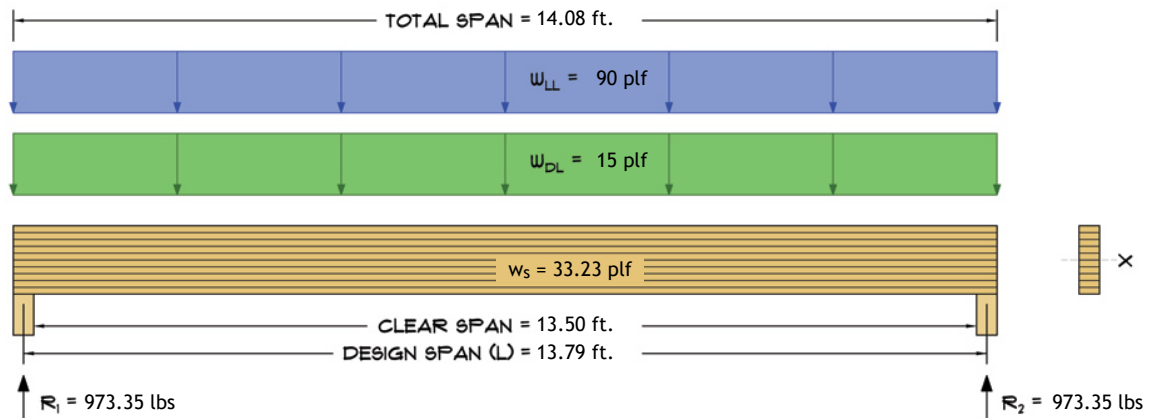 TOTAL SPAN = 14.08 ft.
wLL = 90 plf
wDL = 15 plf
ws = 33.23 plf
X
CLEAR SPAN = 13.50 ft.
DESIGN SPAN (L) = 13.79 ft.
R1 = 973.35 lbs
R2 = 973.35 lbs